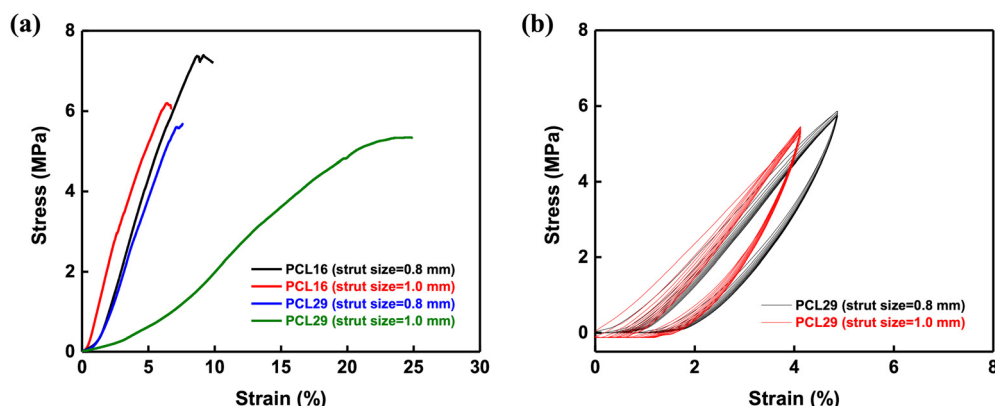 (a)
8
6
4
2
0
Stress (MPa)
PCL16 (strut size=0.8 mm)
PCL16 (strut size=1.0 mm)
PCL29 (strut size=0.8 mm)
PCL29 (strut size=1.0 mm)
0 5 10 15 20 25 30
Strain (%)
(b)
8
6
4
2
0
Stress (MPa)
PCL29 (strut size=0.8 mm)
PCL29 (strut size=1.0 mm)
0 2 4 6 8
Strain (%)